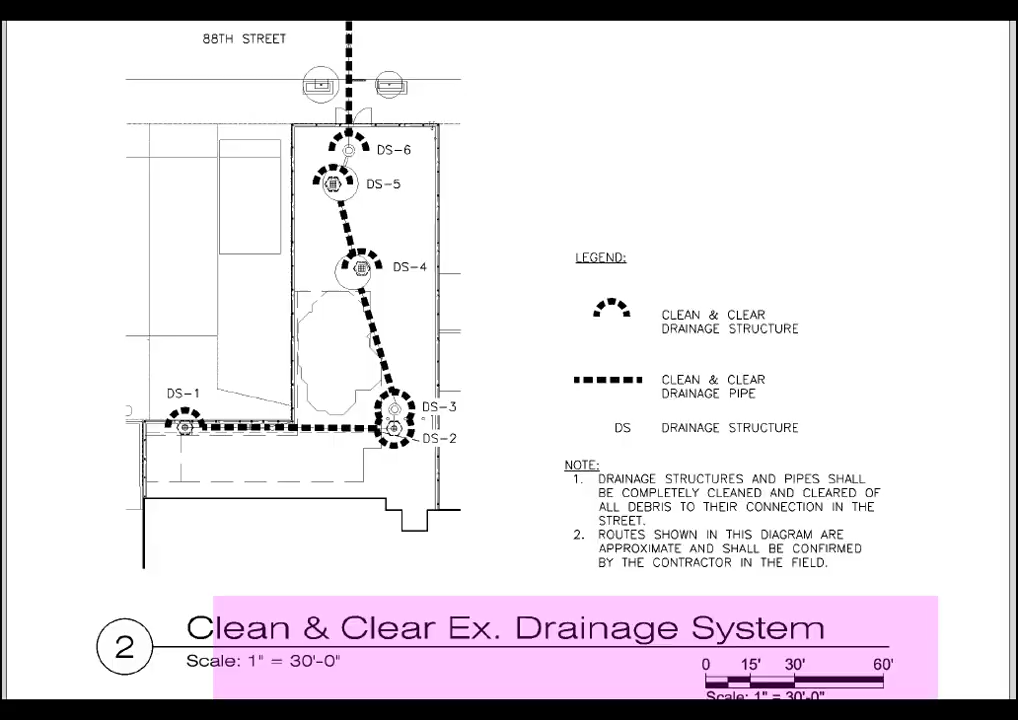 88TH STREET
DS-6
DS-5
DS-4
DS-1
DS-3
DS-2
LEGEND:
CLEAN & CLEAR
DRAINAGE STRUCTURE
CLEAN & CLEAR
DRAINAGE PIPE
DS DRAINAGE STRUCTURE
NOTE:
1. DRAINAGE STRUCTURES AND PIPES SHALL
BE COMPLETELY CLEANED AND CLEARED OF
ALL DEBRIS TO THEIR CONNECTION IN THE
STREET.
2. ROUTES SHOWN IN THIS DIAGRAM ARE
APPROXIMATE AND SHALL BE CONFIRMED
BY THE CONTRACTOR IN THE FIELD.
2 Clean & Clear Ex. Drainage System
Scale: 1" = 30'-0"
0 15' 30' 60'
Scale: 1" = 30'-0"